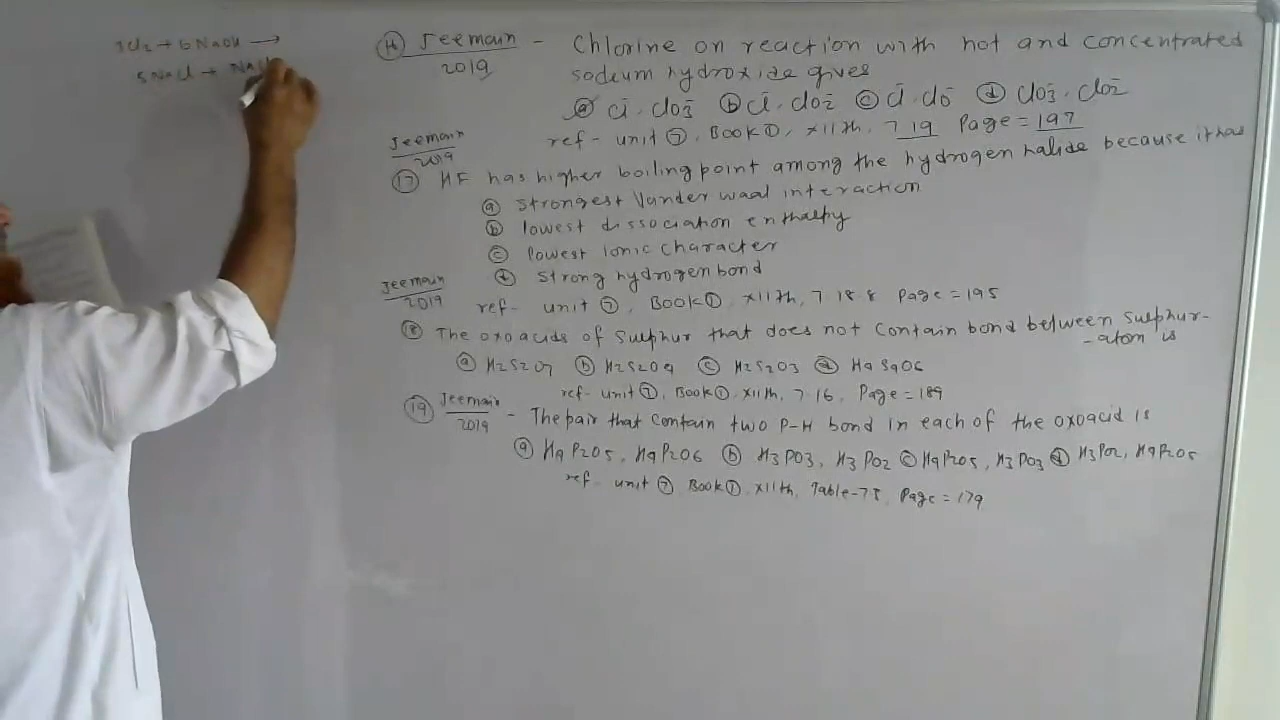 3Cl2 + 6NaOH →
5NaCl + NaCl
(16) Jeemain 2019 - Chlorine on reaction with hot and concentrated
sodeum hydroxide gives
(a) Cl̄, ClO3̄ (b) Cl̄, ClO2̄ (c) Cl̄, ClŌ (d) ClO3̄, ClO2̄
ref - unit (7), Book (1), XIIth, 7.19 Page = 197
Jeemain 2019
(17) HF has higher boiling point among the hydrogen halide because it has
(a) strongest Vander waal interaction
(b) lowest dissociation enthalpy
(c) lowest ionic character
(d) strong hydrogen bond
Jeemain 2019
ref- unit (7), Book (1), XIIth, 7.18.8 Page = 195
(18) The oxoacids of sulphur that does not contain bond between sulphur-
-atom is
(a) H2S2O7 (b) H2S2O4 (c) H2S2O3 (d) H4S4O6
ref- unit (7), Book (1), XIIth, 7.16, Page = 189
(19) Jeemain 2019 - The pair that contain two P-H bond in each of the oxoacid is
(a) H4P2O5, H4P2O6 (b) H3PO3, H3PO2 (c) H4P2O5, H3PO3 (d) H3PO2, H4P2O5
ref- unit (7) Book (1), XIIth, Table-7.5, Page = 179